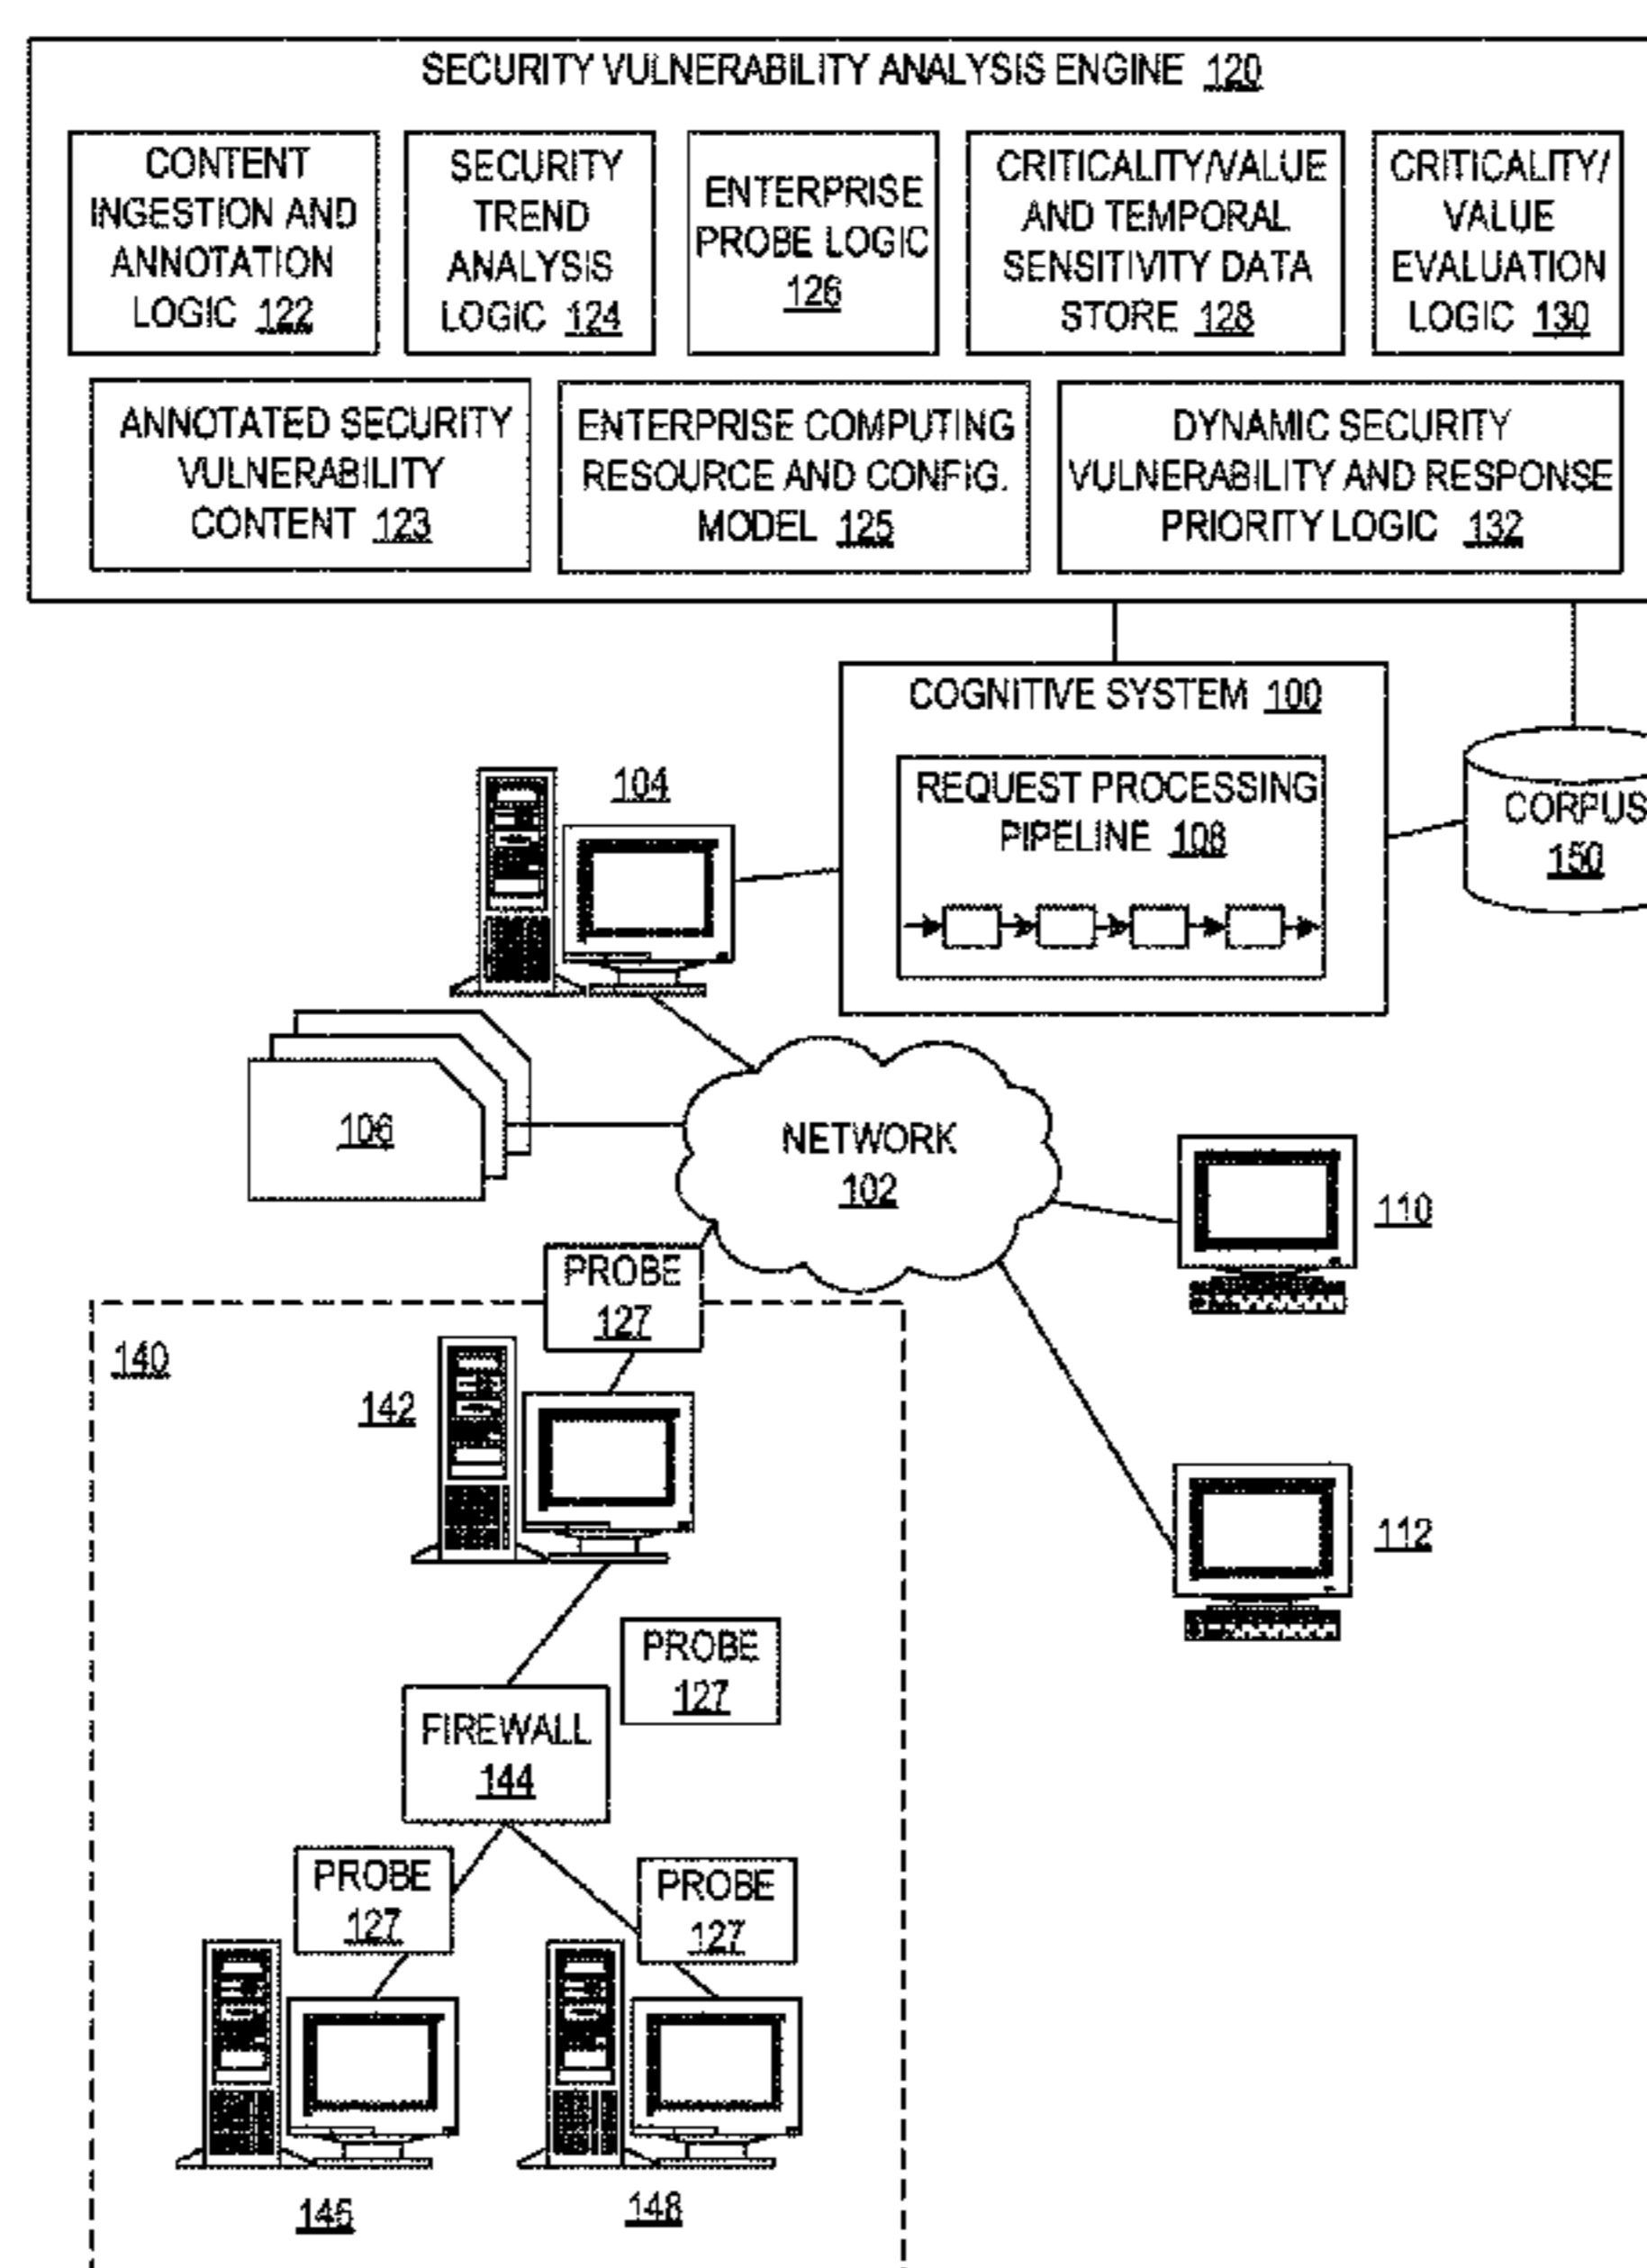 SECURITY VULNERABILITY ANALYSIS ENGINE 120
CONTENT
INGESTION AND
ANNOTATION
LOGIC 122
SECURITY
TREND
ANALYSIS
LOGIC 124
ENTERPRISE
PROBE LOGIC
126
CRITICALITY/VALUE
AND TEMPORAL
SENSITIVITY DATA
STORE 128
CRITICALITY/
VALUE
EVALUATION
LOGIC 130
ANNOTATED SECURITY
VULNERABILITY
CONTENT 123
ENTERPRISE COMPUTING
RESOURCE AND CONFIG.
MODEL 125
DYNAMIC SECURITY
VULNERABILITY AND RESPONSE
PRIORITY LOGIC 132
COGNITIVE SYSTEM 100
REQUEST PROCESSING
PIPELINE 108
CORPUS
150
104
106
NETWORK
102
110
PROBE
127
140
142
112
PROBE
127
FIREWALL
144
PROBE
127
PROBE
127
146
148